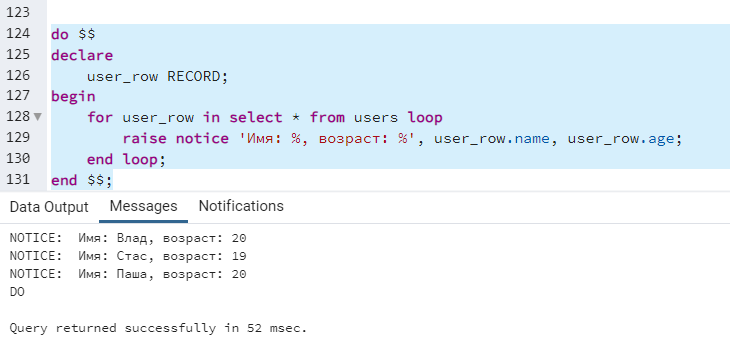 123
124 do $$
125 declare
126     user_row RECORD;
127 begin
128     for user_row in select * from users loop
129         raise notice 'Имя: %, возраст: %', user_row.name, user_row.age;
130     end loop;
131 end $$;
Data Output Messages Notifications
NOTICE:  Имя: Влад, возраст: 20
NOTICE:  Имя: Стас, возраст: 19
NOTICE:  Имя: Паша, возраст: 20
DO
Query returned successfully in 52 msec.